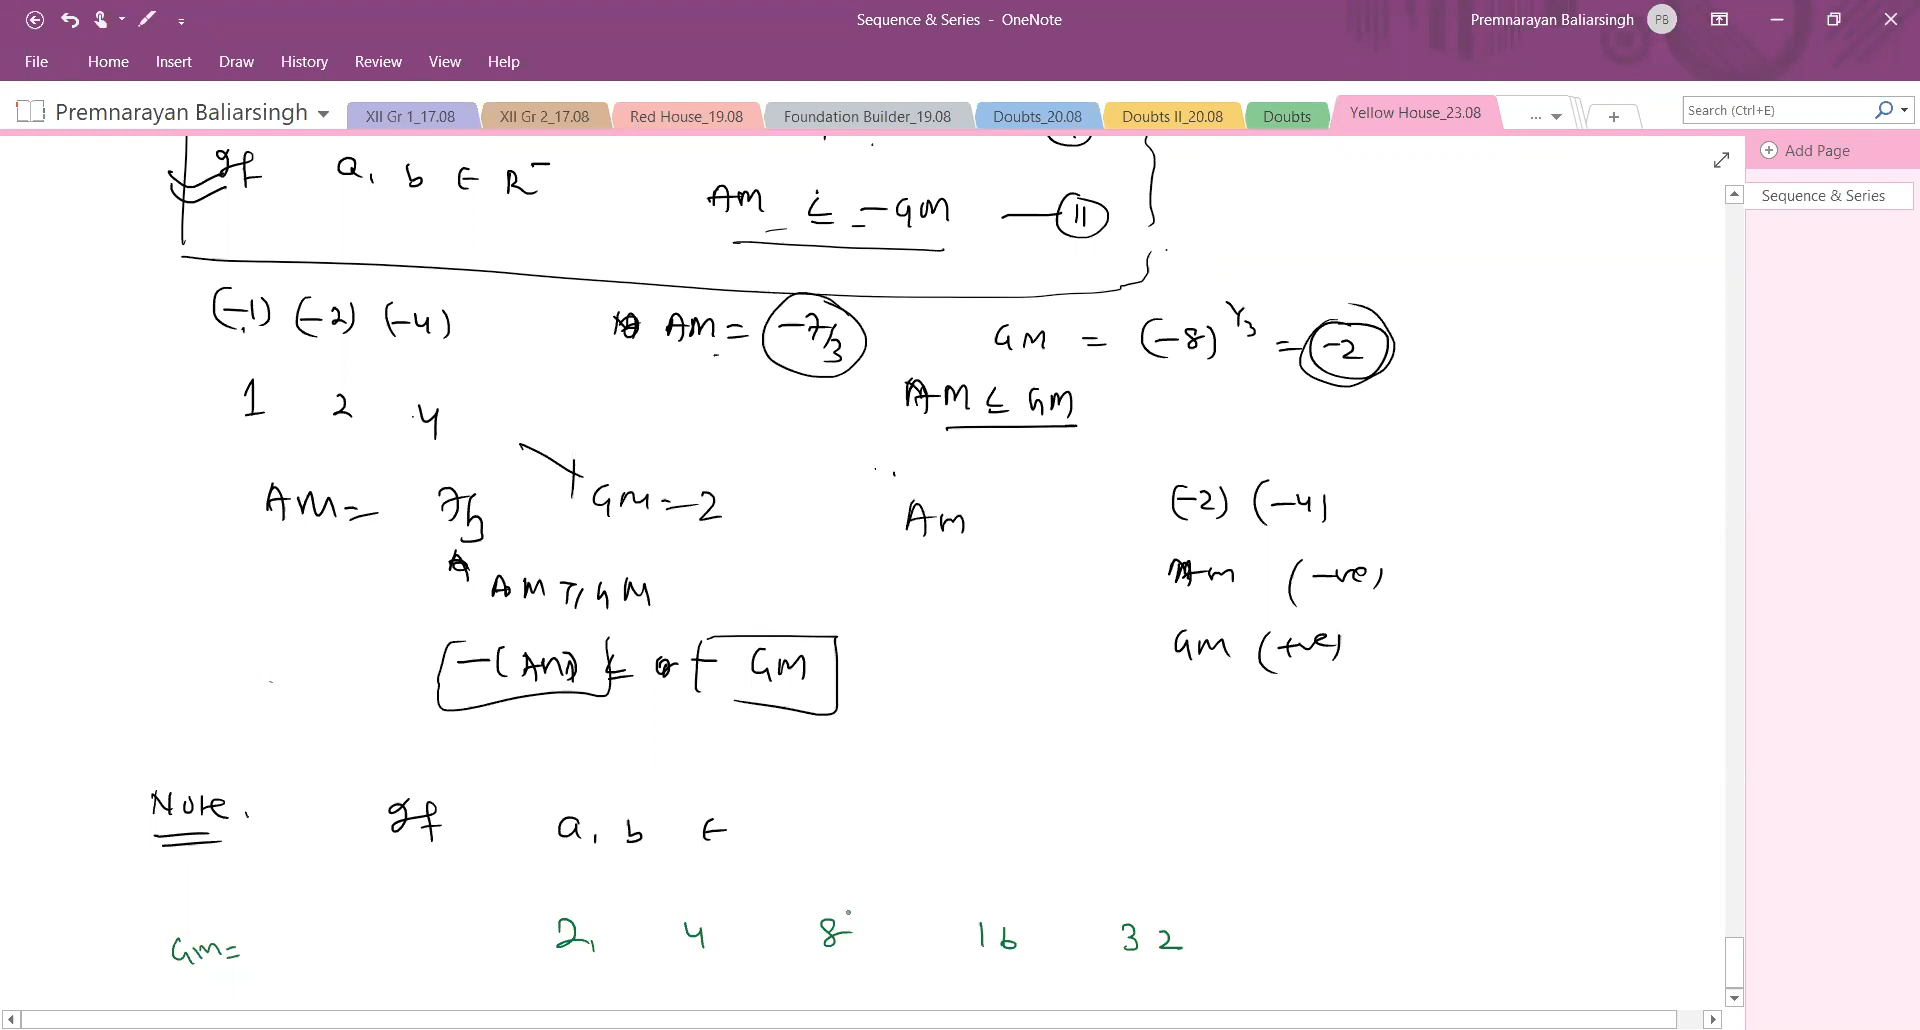 Sequence & Series - OneNote
Premnarayan Baliarsingh PB
File Home Insert Draw History Review View Help
Premnarayan Baliarsingh
XII Gr 1_17.08 XII Gr 2_17.08 Red House_19.08 Foundation Builder_19.08 Doubts_20.08 Doubts II_20.08 Doubts Yellow House_23.08 ... +
Search (Ctrl+E)
Add Page
Sequence & Series
If a, b ∈ R⁻
AM ≤ -GM — II
(-1) (-2) (-4) AM = -7/3 GM = (-8)^1/3 = -2
1 2 4 AM ≤ GM
AM = 7/3 GM = 2 AM (-2) (-4)
AM ≥ GM AM (-ve)
-(AM) ≤ - GM GM (+ve)
Note. If a, b ∈
GM = 2, 4 8 16 32